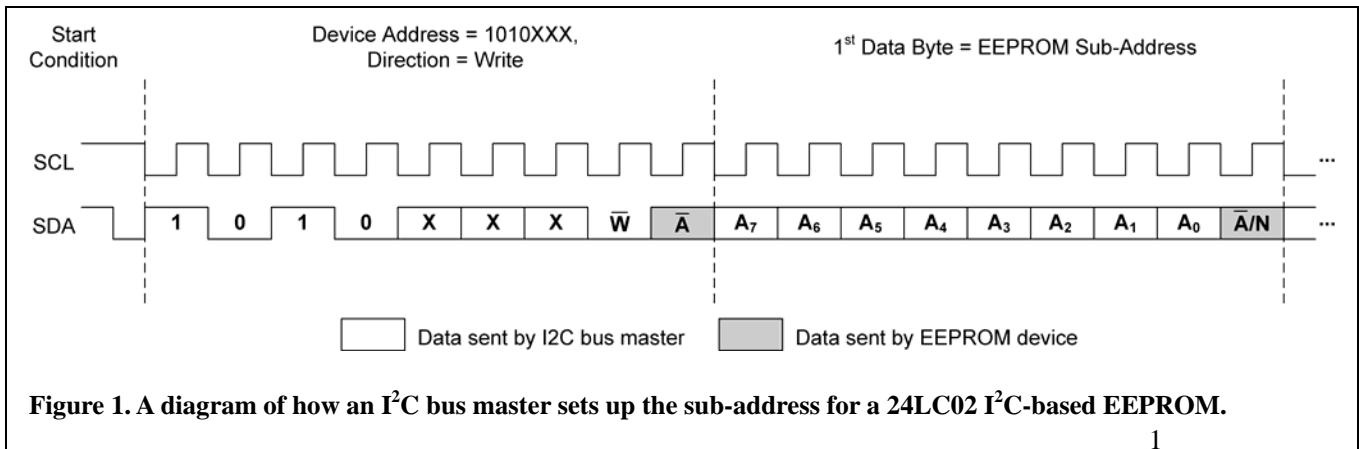 Start
Condition
Device Address = 1010XXX,
Direction = Write
1st Data Byte = EEPROM Sub-Address
SCL
...
SDA
1 0 1 0 X X X W̅ A̅ A₇ A₆ A₅ A₄ A₃ A₂ A₁ A₀ A̅/N
...
Data sent by I2C bus master
Data sent by EEPROM device
Figure 1. A diagram of how an I²C bus master sets up the sub-address for a 24LC02 I²C-based EEPROM.
1